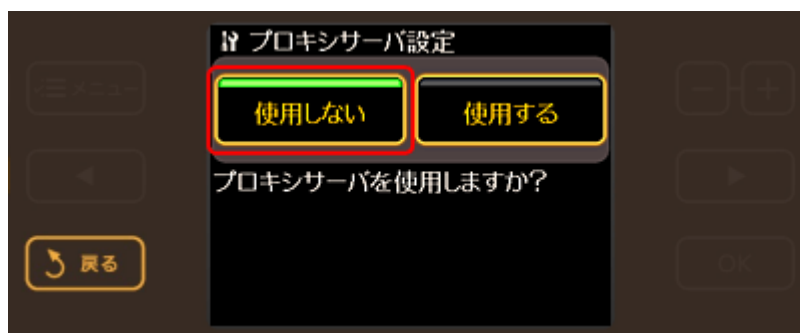 プロキシサーバ設定
メニュー
使用しない
使用する
- +
プロキシサーバを使用しますか?
戻る
OK